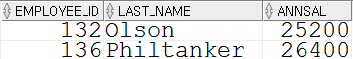 EMPLOYEE_ID LAST_NAME ANNSAL
132 Olson 25200
136 Philtanker 26400